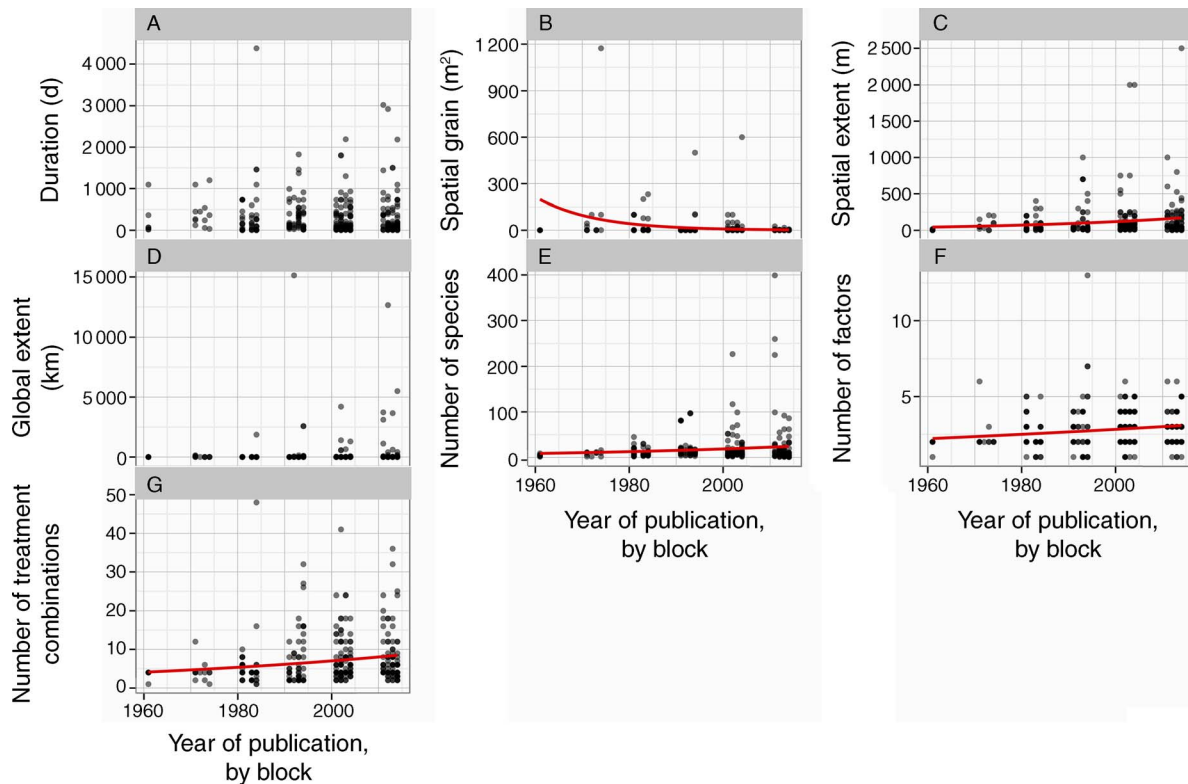 A
Duration (d)
4 000
3 000
2 000
1 000
0
B
Spatial grain (m²)
1 200
900
600
300
0
C
Spatial extent (m)
2 500
2 000
1 500
1 000
500
0
D
Global extent
(km)
15 000
10 000
5 000
0
E
Number of species
400
300
200
100
0
1960
1980
2000
Year of publication,
by block
F
Number of factors
10
5
1960
1980
2000
Year of publication,
by block
G
Number of treatment
combinations
50
40
30
20
10
0
1960
1980
2000
Year of publication,
by block